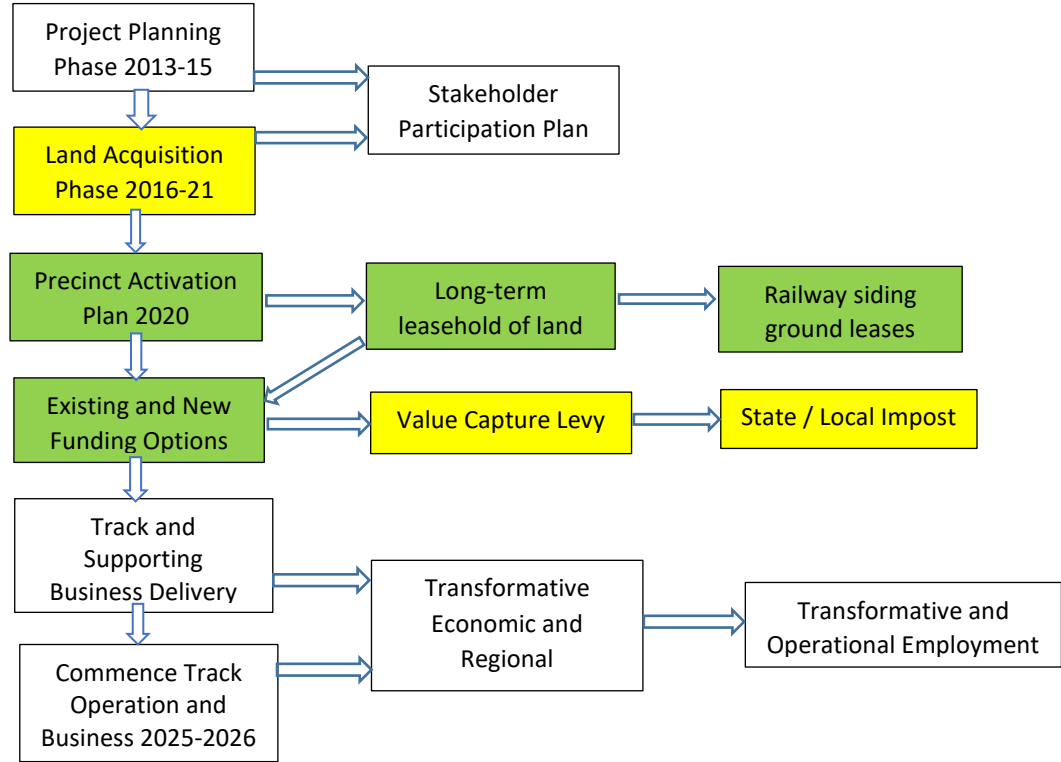 Project Planning
Phase 2013-15
Stakeholder
Participation Plan
Land Acquisition
Phase 2016-21
Precinct Activation
Plan 2020
Long-term
leasehold of land
Railway siding
ground leases
Existing and New
Funding Options
Value Capture Levy
State / Local Impost
Track and
Supporting
Business Delivery
Transformative
Economic and
Regional
Transformative and
Operational Employment
Commence Track
Operation and
Business 2025-2026